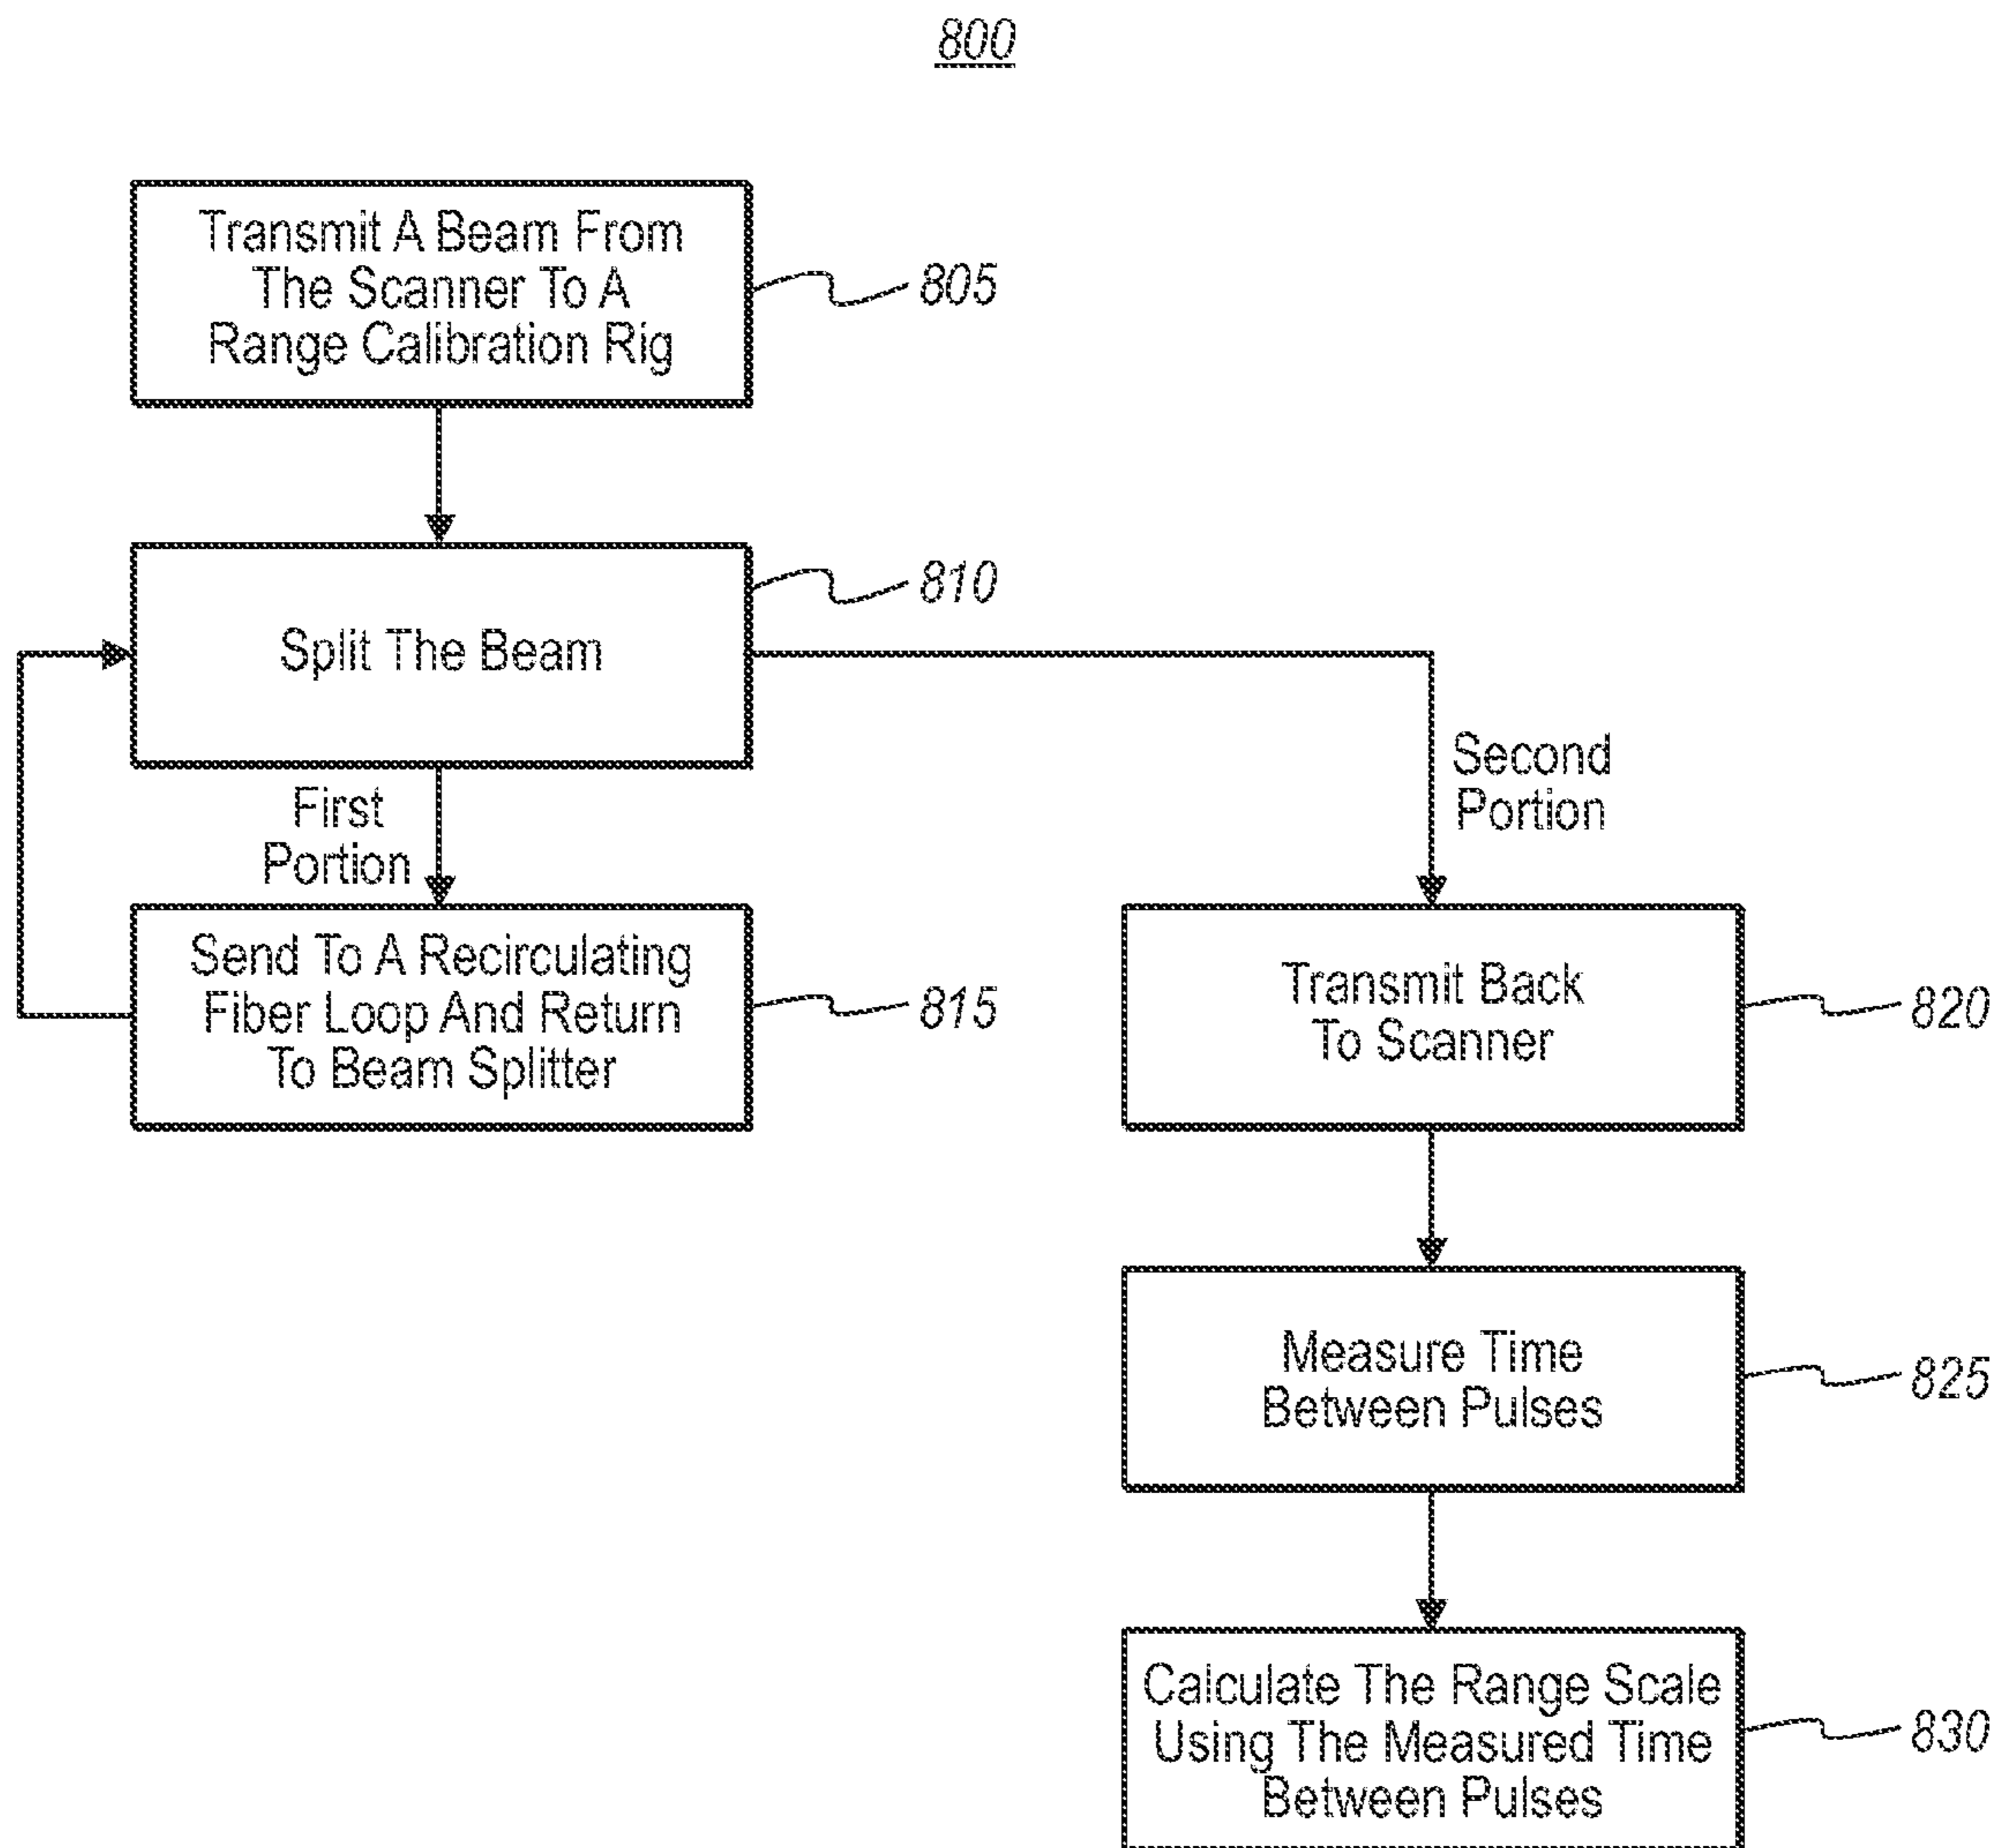 800
Transmit A Beam From
The Scanner To A
Range Calibration Rig
805
Split The Beam
810
First
Portion
Second
Portion
Send To A Recirculating
Fiber Loop And Return
To Beam Splitter
815
Transmit Back
To Scanner
820
Measure Time
Between Pulses
825
Calculate The Range Scale
Using The Measured Time
Between Pulses
830